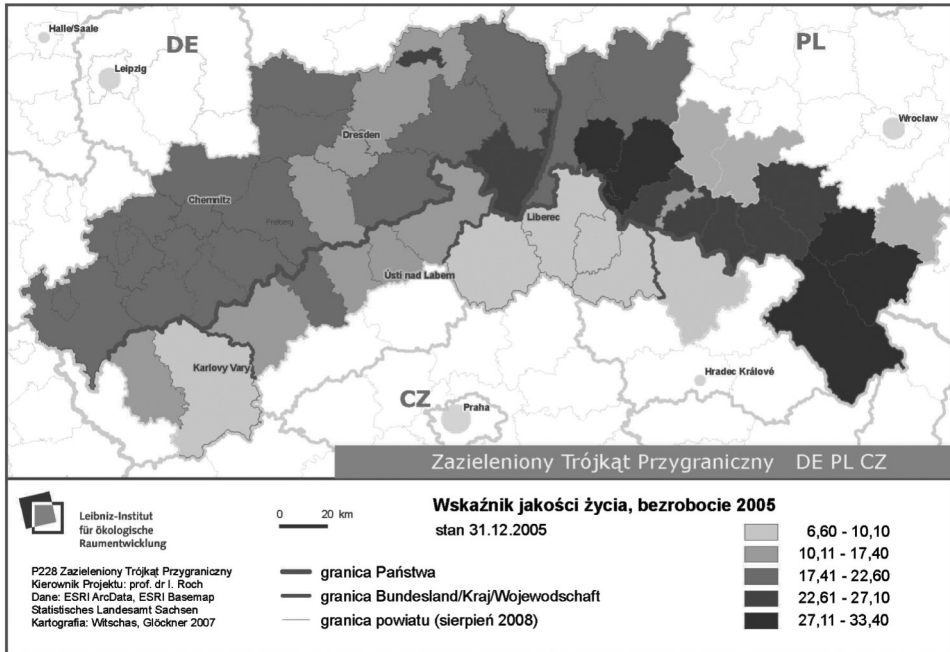 Halle/Saale
DE
PL
Leipzig
Wrocław
Dresden
Chemnitz
Freiberg
Liberec
Ústí nad Labem
Karlovy Vary
Hradec Králové
CZ
Praha
Zazieleniony Trójkąt Przygraniczny DE PL CZ
Leibniz-Institut
für ökologische
Raumentwicklung
0 20 km
Wskaźnik jakości życia, bezrobocie 2005
stan 31.12.2005
P228 Zazieleniony Trójkąt Przygraniczny
Kierownik Projektu: prof. dr I. Roch
Dane: ESRI ArcData, ESRI Basemap
Statistisches Landesamt Sachsen
Kartografia: Witschas, Glöckner 2007
granica Państwa
granica Bundesland/Kraj/Wojewodschaft
granica powiatu (sierpień 2008)
6,60 - 10,10
10,11 - 17,40
17,41 - 22,60
22,61 - 27,10
27,11 - 33,40